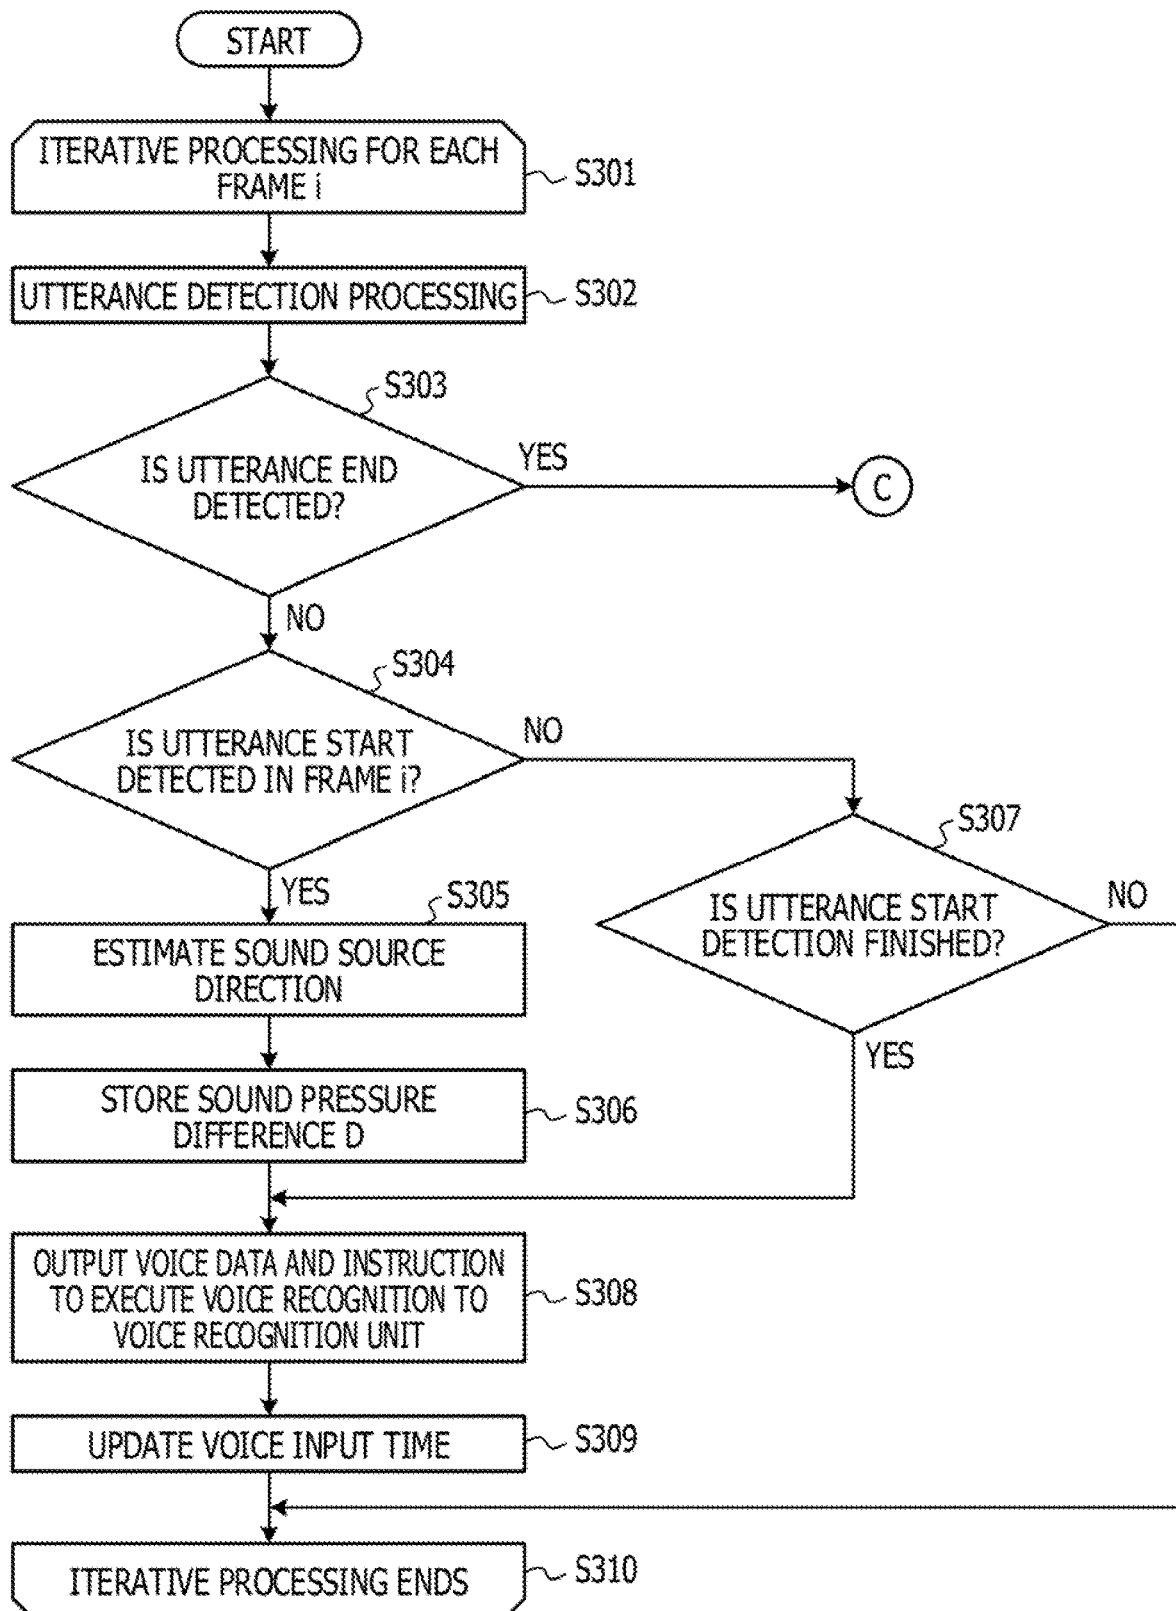 START
ITERATIVE PROCESSING FOR EACH
FRAME i
S301
UTTERANCE DETECTION PROCESSING
S302
S303
IS UTTERANCE END
DETECTED?
YES
C
NO
S304
IS UTTERANCE START
DETECTED IN FRAME i?
NO
YES
S307
IS UTTERANCE START
DETECTION FINISHED?
NO
YES
S305
ESTIMATE SOUND SOURCE
DIRECTION
STORE SOUND PRESSURE
DIFFERENCE D
S306
OUTPUT VOICE DATA AND INSTRUCTION
TO EXECUTE VOICE RECOGNITION TO
VOICE RECOGNITION UNIT
S308
UPDATE VOICE INPUT TIME
S309
ITERATIVE PROCESSING ENDS
S310